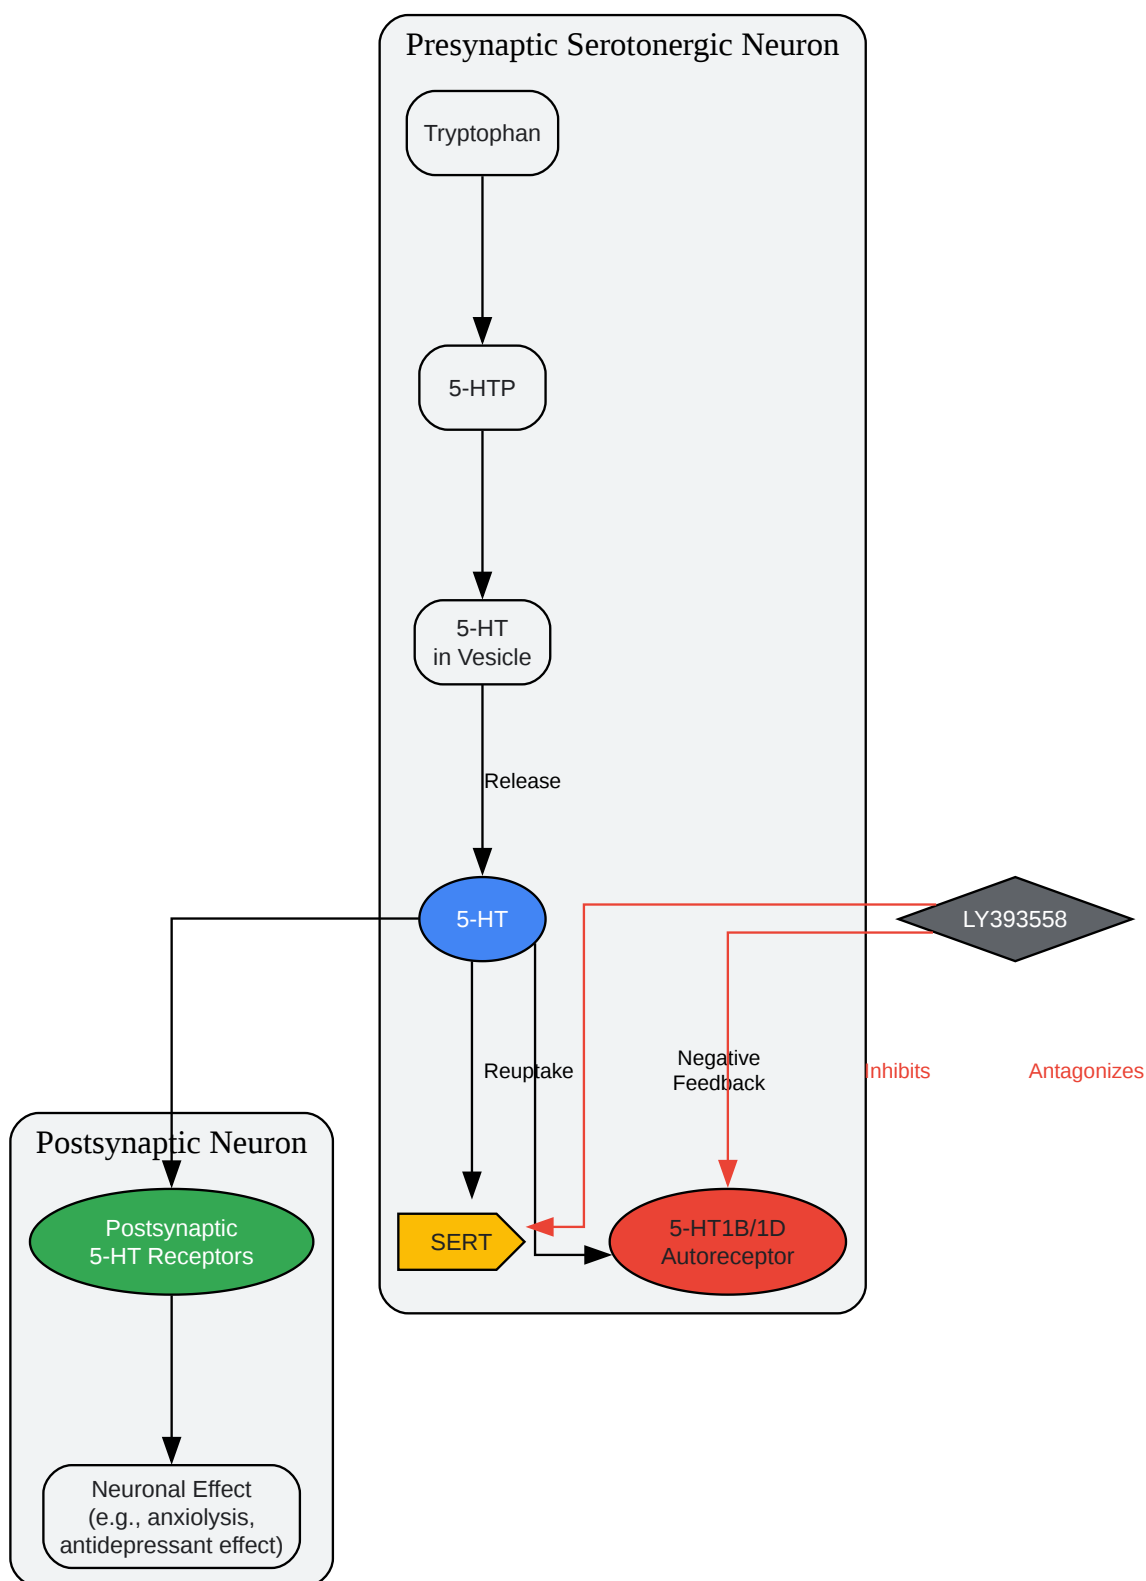 Presynaptic Serotonergic Neuron
Tryptophan
5-HTP
5-HT
in Vesicle
Release
5-HT
LY393558
Reuptake
Negative
Feedback
Inhibits
Antagonizes
Postsynaptic Neuron
Postsynaptic
5-HT Receptors
SERT
5-HT1B/1D
Autoreceptor
Neuronal Effect
(e.g., anxiolysis,
antidepressant effect)